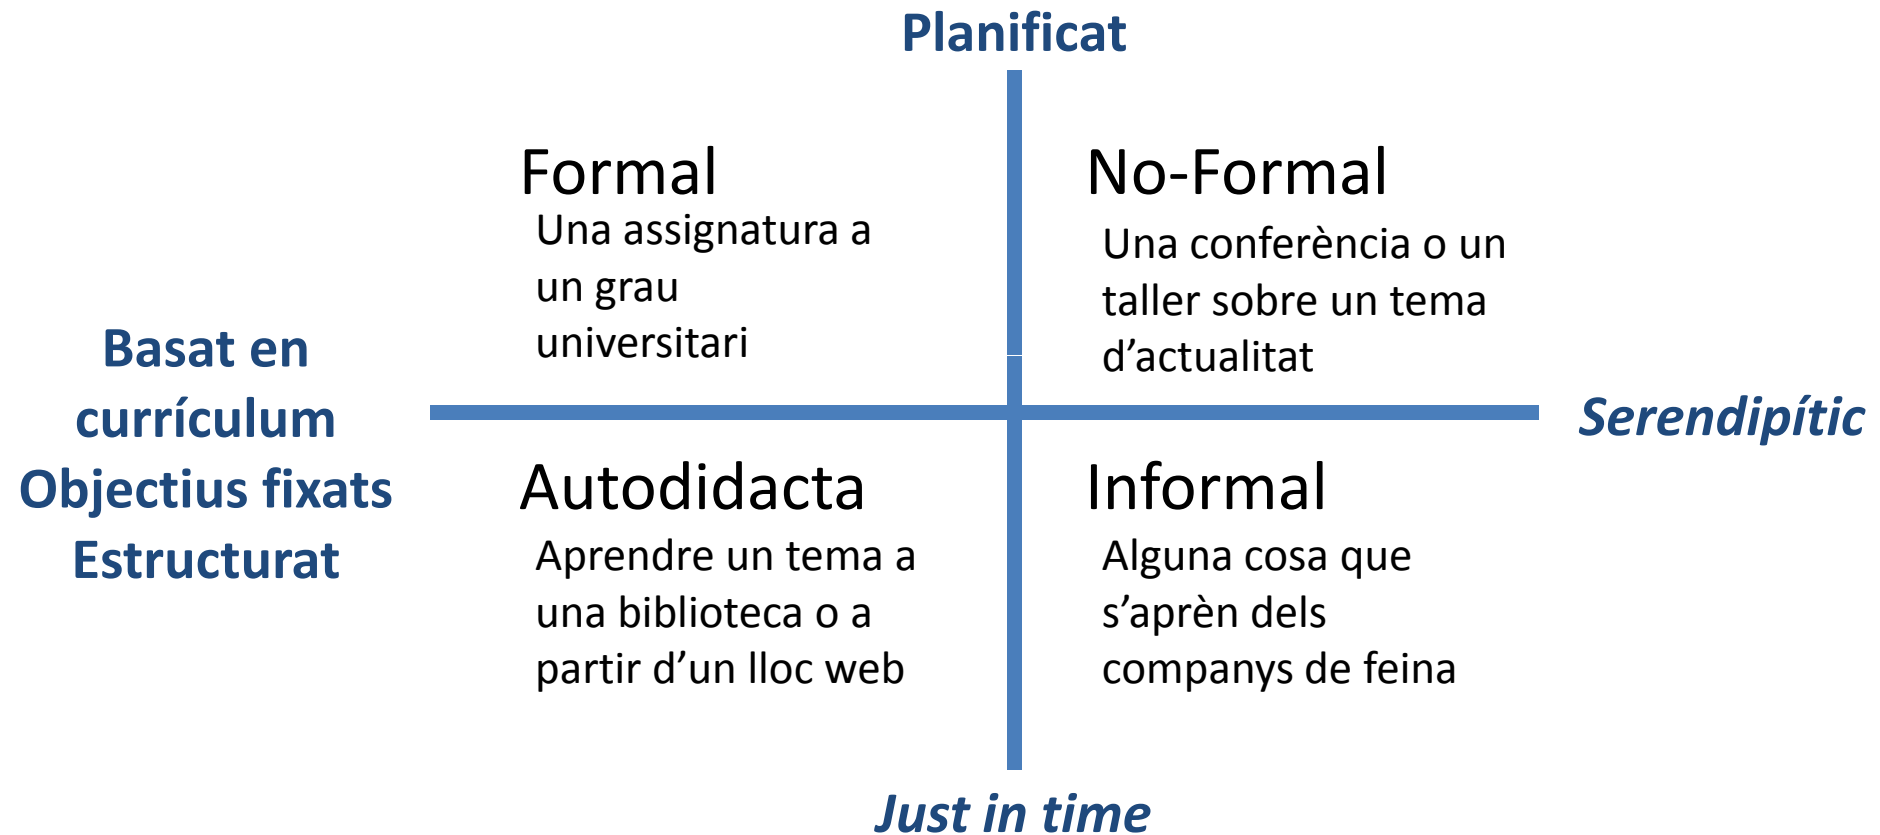 Planificat
Formal
Una assignatura a
un grau
universitari
No-Formal
Una conferència o un
taller sobre un tema
d’actualitat
Basat en
currículum
Objectius fixats
Estructurat
Serendipític
Autodidacta
Aprendre un tema a
una biblioteca o a
partir d’un lloc web
Informal
Alguna cosa que
s’aprèn dels
companys de feina
Just in time